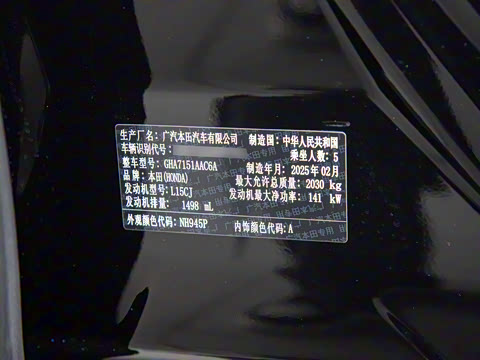 生产厂名：广汽本田汽车有限公司 制造国：中华人民共和国
车辆识别代号： 乘坐人数：5
整车型号：GHA7151AAC6A 制造年月：2025年02月
品牌：本田(HONDA) 最大允许总质量：2030 kg
发动机型号：L15CJ 发动机最大净功率：141 kW
发动机排量：1498 mL
外观颜色代码：NH945P 内饰颜色代码：A